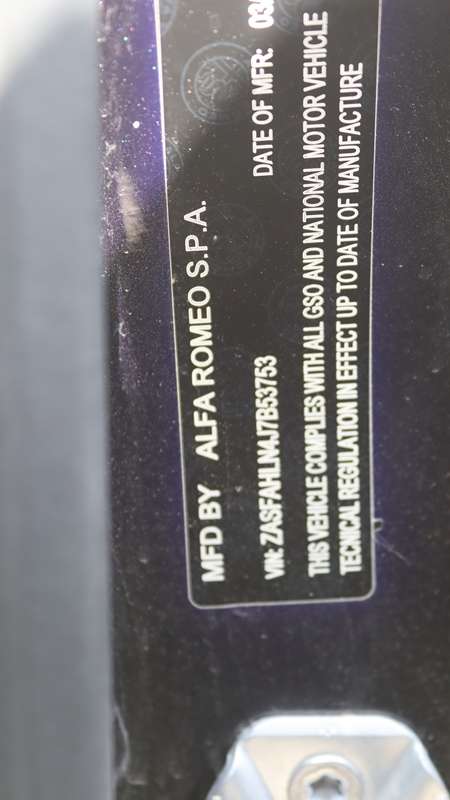 MFD BY ALFA ROMEO S.P.A.
VIN: ZASFAHLN4J7B53753 DATE OF MFR: 03/
THIS VEHICLE COMPLIES WITH ALL GSO AND NATIONAL MOTOR VEHICLE
TECNICAL REGULATION IN EFFECT UP TO DATE OF MANUFACTURE